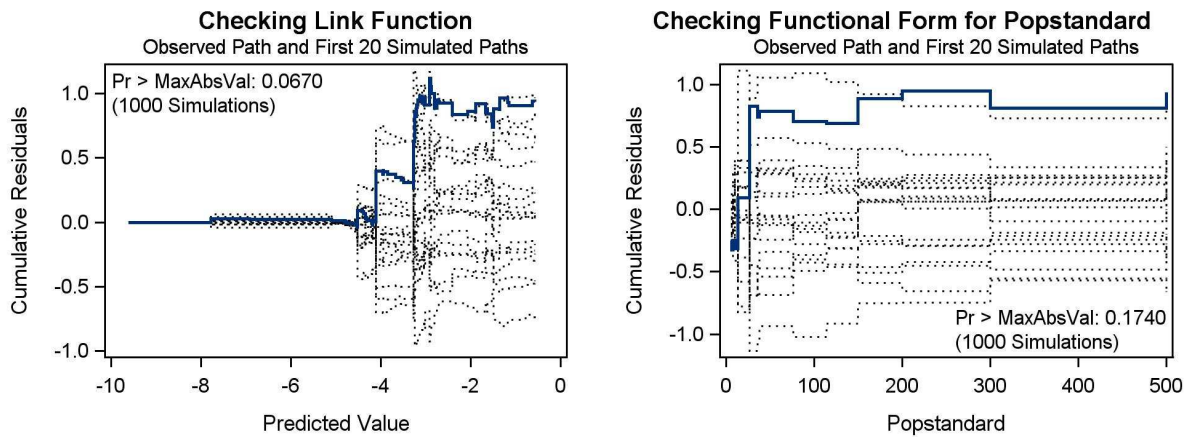 Checking Link Function
Observed Path and First 20 Simulated Paths
Pr > MaxAbsVal: 0.0670
(1000 Simulations)
Cumulative Residuals
1.0
0.5
0.0
-0.5
-1.0
-10 -8 -6 -4 -2 0
Predicted Value
Checking Functional Form for Popstandard
Observed Path and First 20 Simulated Paths
Cumulative Residuals
1.0
0.5
0.0
-0.5
-1.0
Pr > MaxAbsVal: 0.1740
(1000 Simulations)
0 100 200 300 400 500
Popstandard